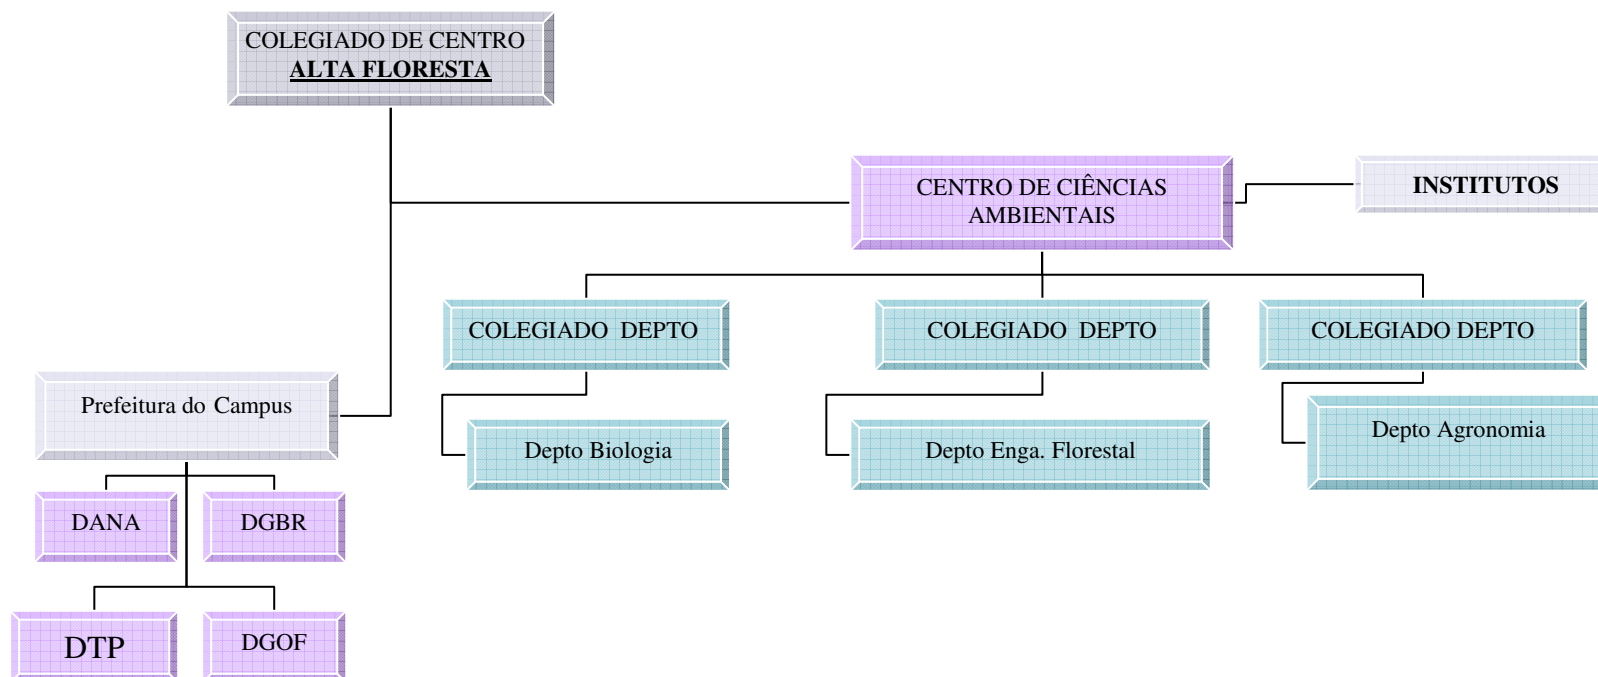 COLEGIADO DE CENTRO
ALTA FLORESTA
CENTRO DE CIÊNCIAS
AMBIENTAIS
INSTITUTOS
COLEGIADO DEPTO
COLEGIADO DEPTO
COLEGIADO DEPTO
Prefeitura do Campus
Depto Biologia
Depto Enga. Florestal
Depto Agronomia
DANA
DGBR
DTP
DGOF